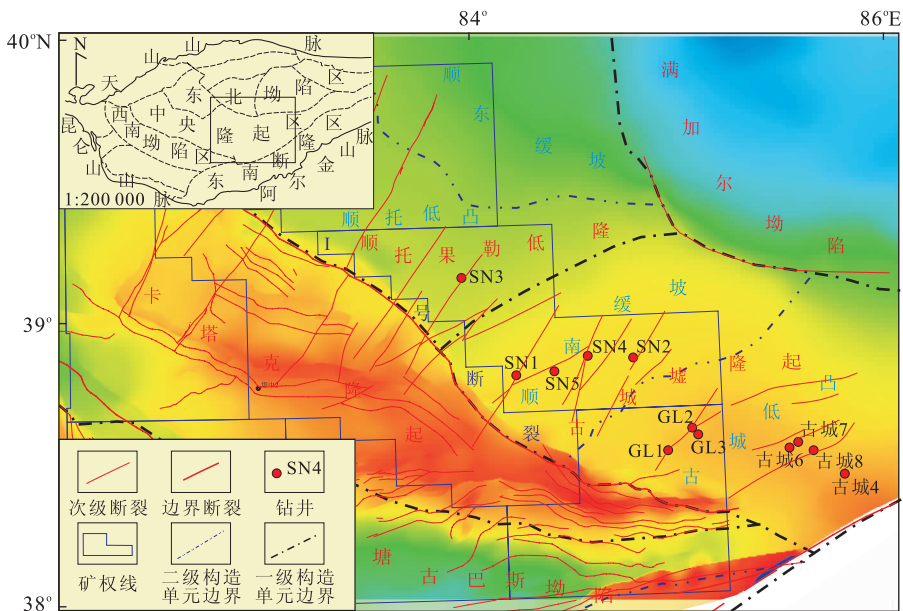 84°
86°E
40°N
39°
38°
N
天山山脉
昆仑山山脉
阿尔金山脉
西南坳陷区
中央隆起区
东北坳陷区
东南断隆区
1:200 000
满加尔坳陷
顺东缓坡
顺托低凸
顺托果勒低隆
I号断裂
卡塔克隆起
顺南缓坡
古城墟隆起
古城低凸
塘古巴斯坳陷
SN3
SN1
SN5
SN4
SN2
GL2
GL3
GL1
古城7
古城6
古城8
古城4
SN4
次级断裂
边界断裂
钻井
矿权线
二级构造
单元边界
一级构造
单元边界